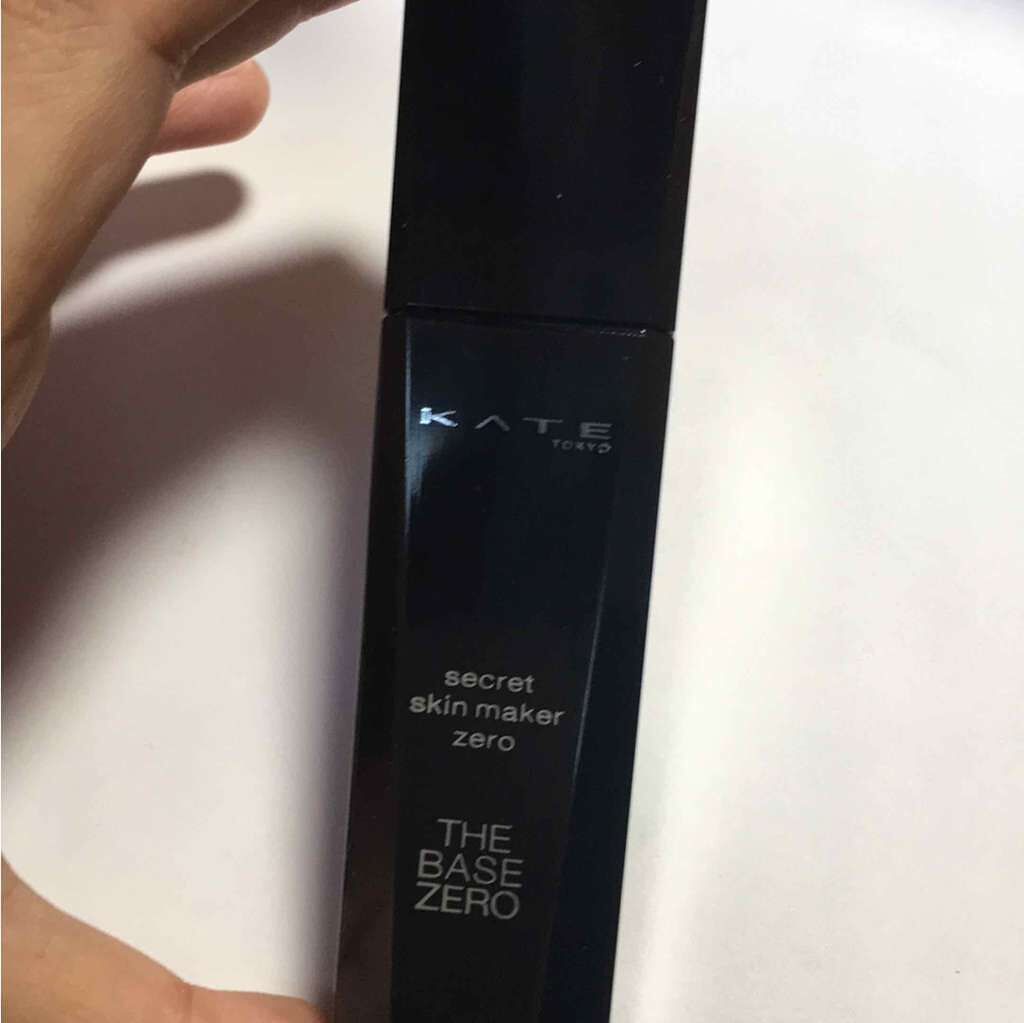 KATE
TOKYO
secret
skin maker
zero
THE
BASE
ZERO